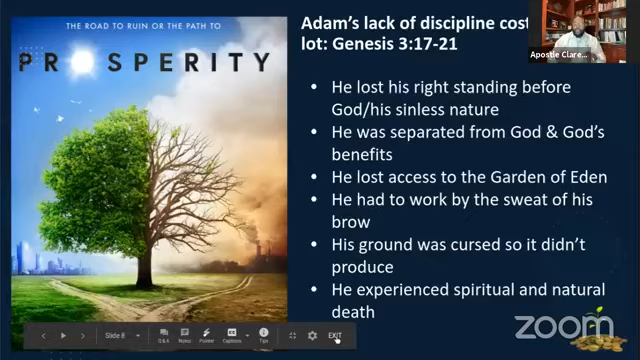 THE ROAD TO RUIN OR THE PATH TO
PROSPERITY
Adam's lack of discipline cost
lot: Genesis 3:17-21
Apostle Clare...
• He lost his right standing before
God/his sinless nature
• He was separated from God & God's
benefits
• He lost access to the Garden of Eden
• He had to work by the sweat of his
brow
• His ground was cursed so it didn't
produce
• He experienced spiritual and natural
death
Slide 8
Q & A
Notes
Pointer
Captions
Tips
EXIT
zoom